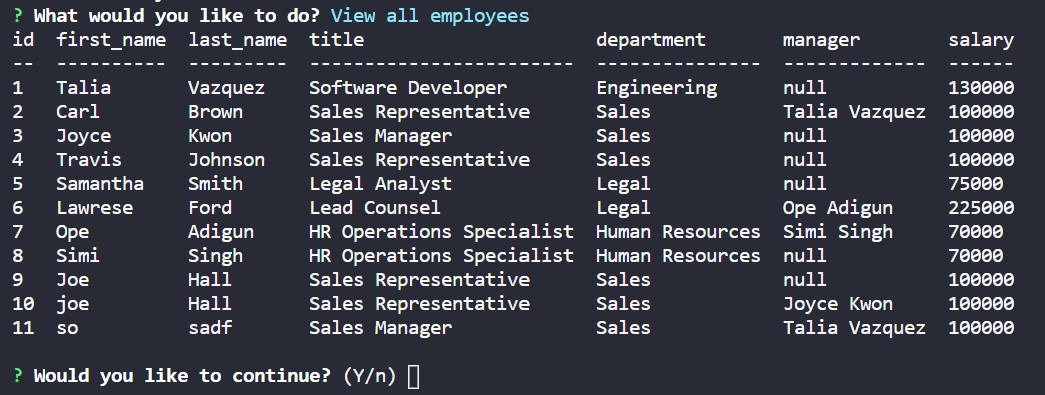 ? What would you like to do? View all employees
id  first_name  last_name  title                     department       manager        salary
--  ----------  ---------  ------------------------  ---------------  -------------  ------
1   Talia       Vazquez    Software Developer        Engineering      null           130000
2   Carl        Brown      Sales Representative      Sales            Talia Vazquez  100000
3   Joyce       Kwon       Sales Manager             Sales            null           100000
4   Travis      Johnson    Sales Representative      Sales            null           100000
5   Samantha    Smith      Legal Analyst             Legal            null           75000
6   Lawrese     Ford       Lead Counsel              Legal            Ope Adigun     225000
7   Ope         Adigun     HR Operations Specialist  Human Resources  Simi Singh     70000
8   Simi        Singh      HR Operations Specialist  Human Resources  null           70000
9   Joe         Hall       Sales Representative      Sales            null           100000
10  joe         Hall       Sales Representative      Sales            Joyce Kwon     100000
11  so          sadf       Sales Manager             Sales            Talia Vazquez  100000
? Would you like to continue? (Y/n)